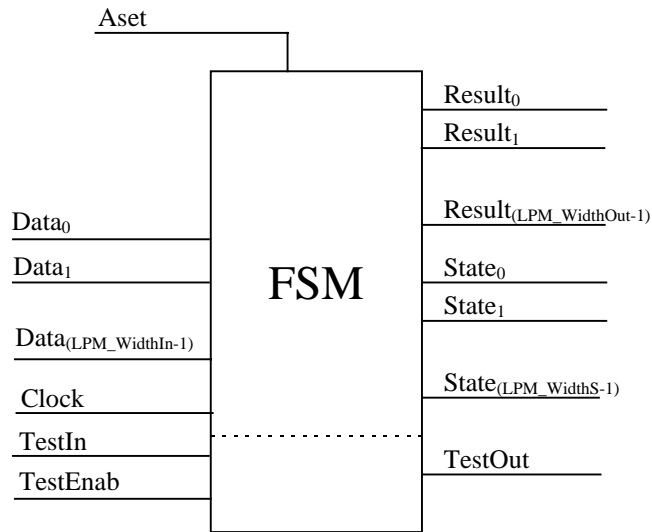 Aset
Result₀
Result₁
Result(LPM_WidthOut-1)
Data₀
Data₁
Data(LPM_WidthIn-1)
Clock
TestIn
TestEnab
FSM
State₀
State₁
State(LPM_WidthS-1)
TestOut